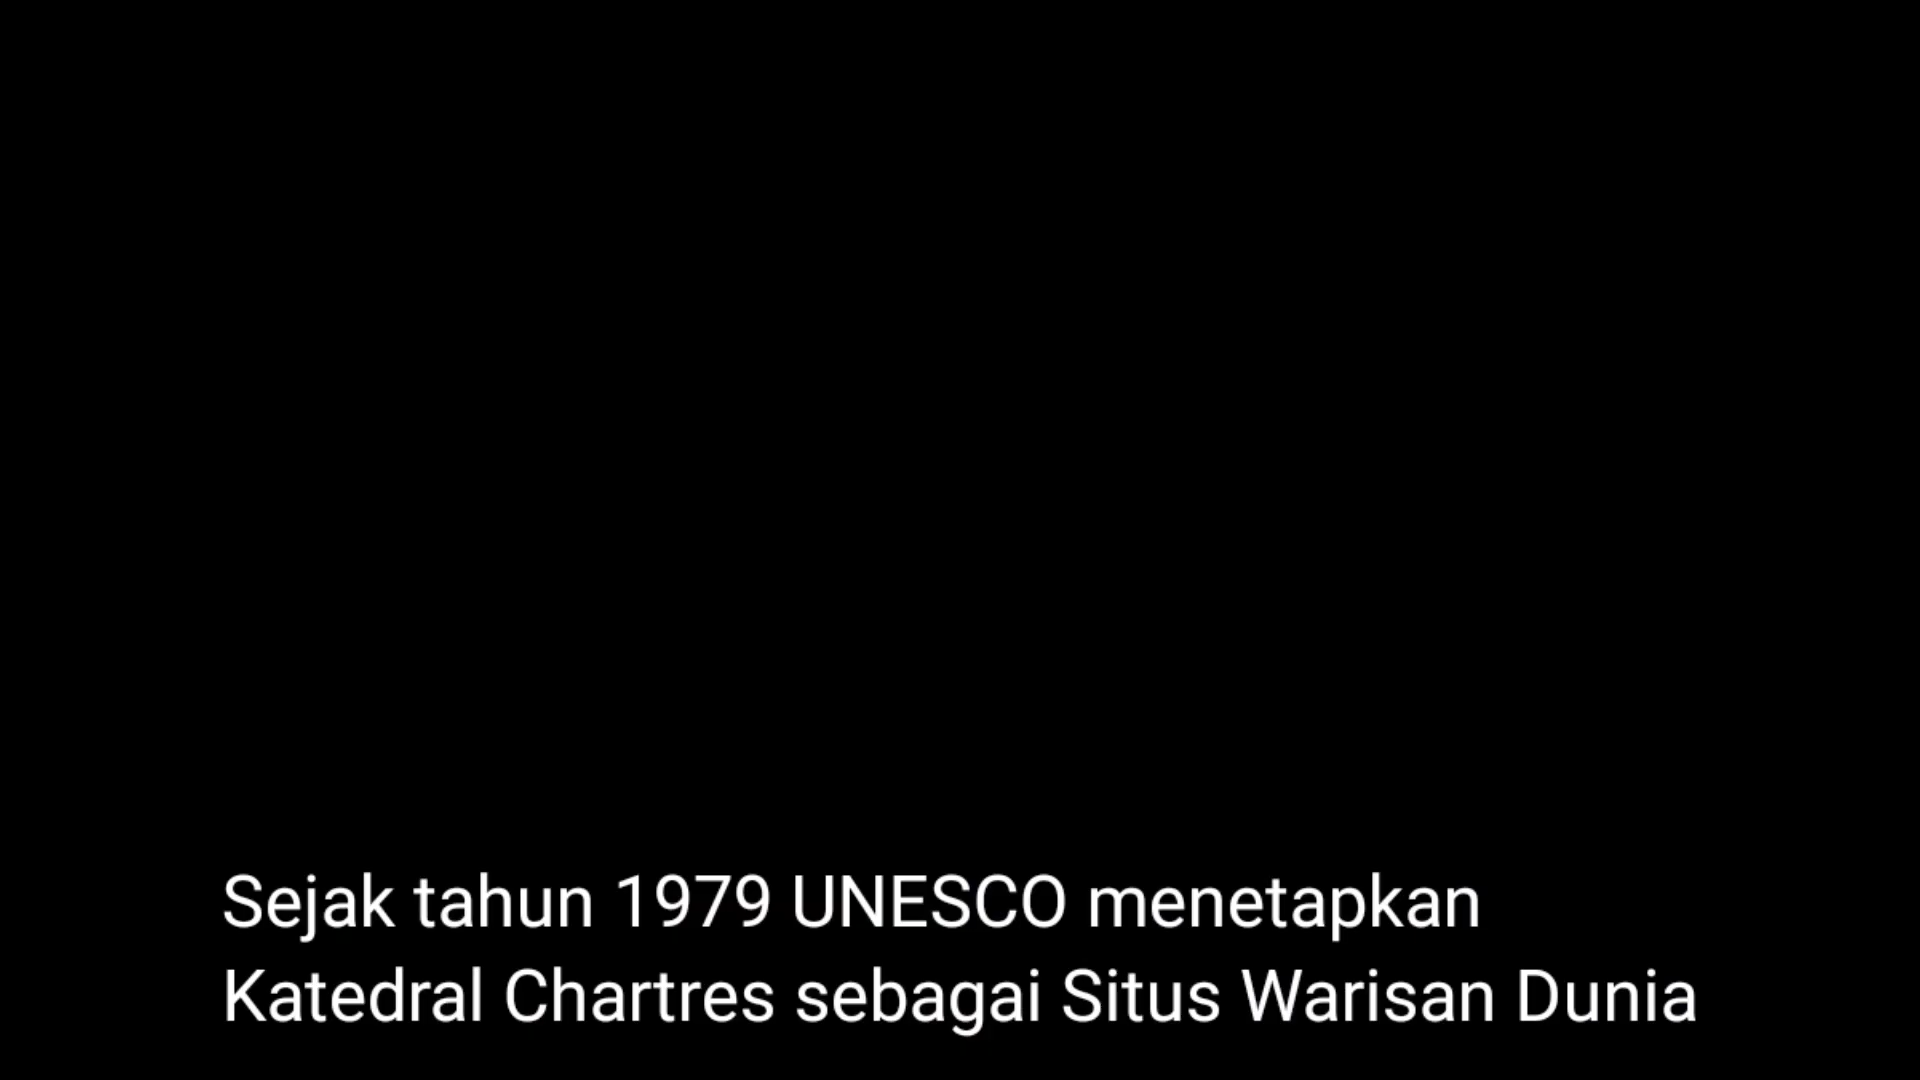 Sejak tahun 1979 UNESCO menetapkan
Katedral Chartres sebagai Situs Warisan Dunia